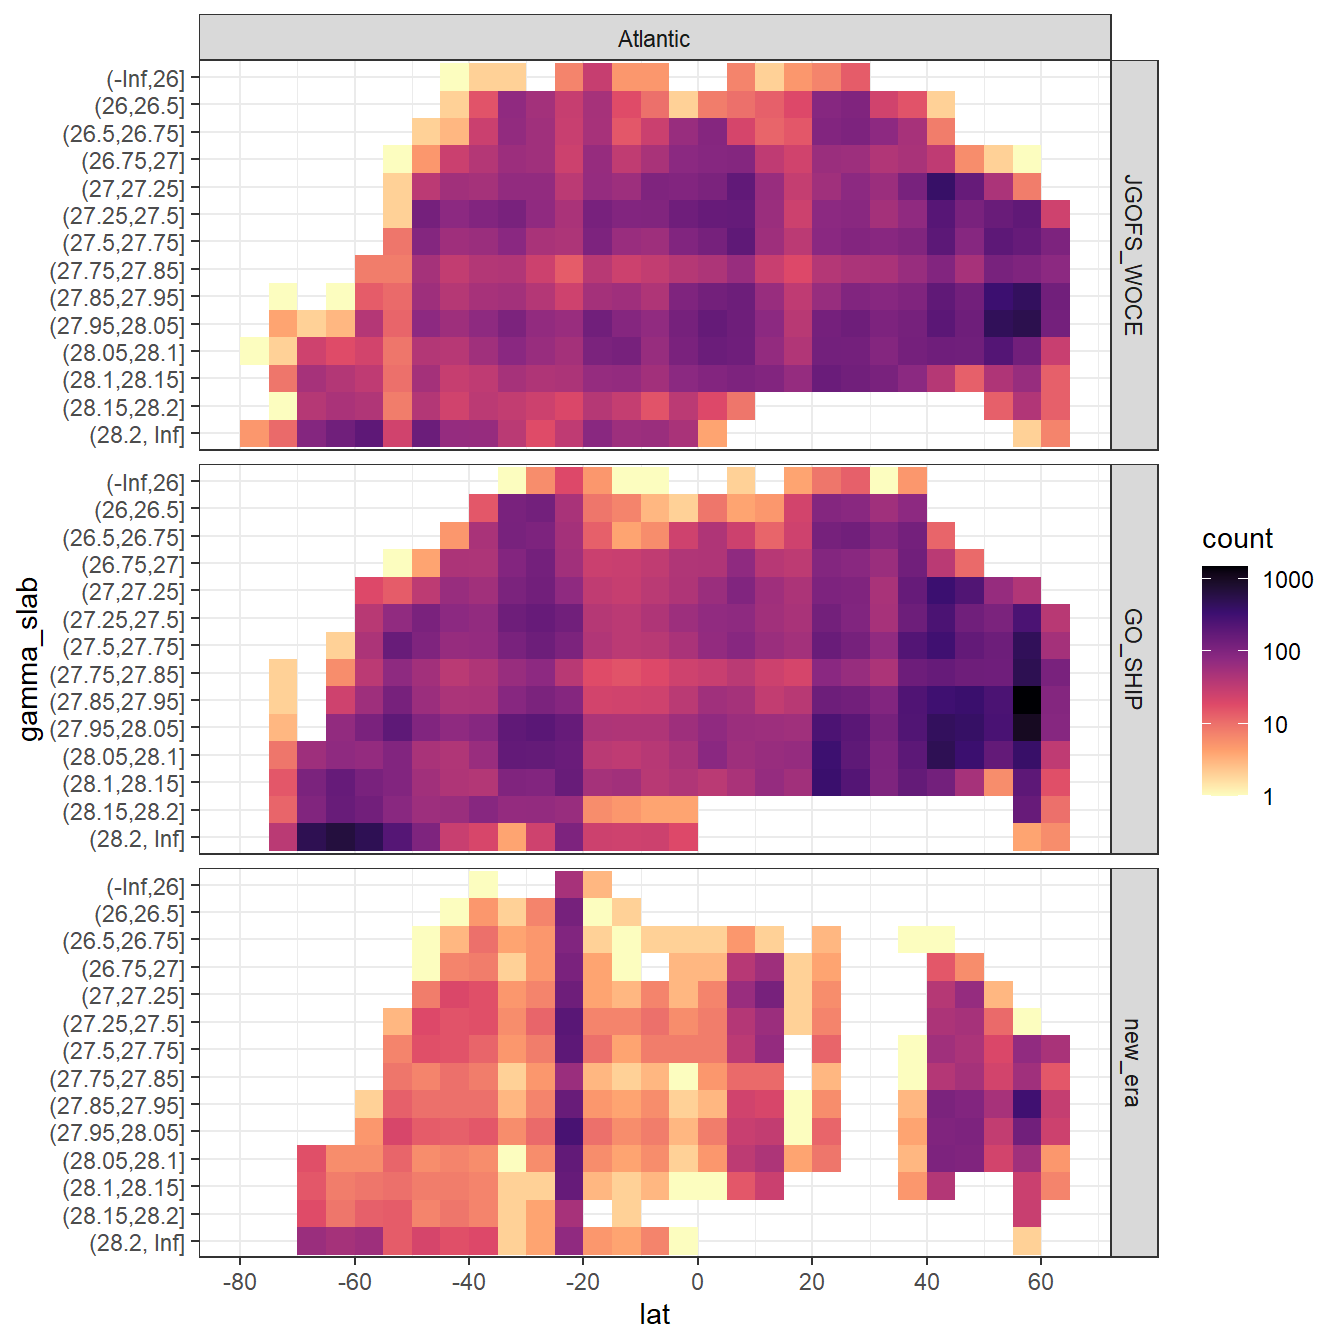 Atlantic
(-Inf,26]
(26,26.5]
(26.5,26.75]
(26.75,27]
(27,27.25]
(27.25,27.5]
(27.5,27.75]
(27.75,27.85]
(27.85,27.95]
(27.95,28.05]
(28.05,28.1]
(28.1,28.15]
(28.15,28.2]
(28.2, Inf]
JGOFS_WOCE
(-Inf,26]
(26,26.5]
(26.5,26.75]
(26.75,27]
(27,27.25]
(27.25,27.5]
(27.5,27.75]
(27.75,27.85]
(27.85,27.95]
(27.95,28.05]
(28.05,28.1]
(28.1,28.15]
(28.15,28.2]
(28.2, Inf]
GO_SHIP
gamma_slab
(-Inf,26]
(26,26.5]
(26.5,26.75]
(26.75,27]
(27,27.25]
(27.25,27.5]
(27.5,27.75]
(27.75,27.85]
(27.85,27.95]
(27.95,28.05]
(28.05,28.1]
(28.1,28.15]
(28.15,28.2]
(28.2, Inf]
new_era
-80 -60 -40 -20 0 20 40 60
lat
count
1000
100
10
1